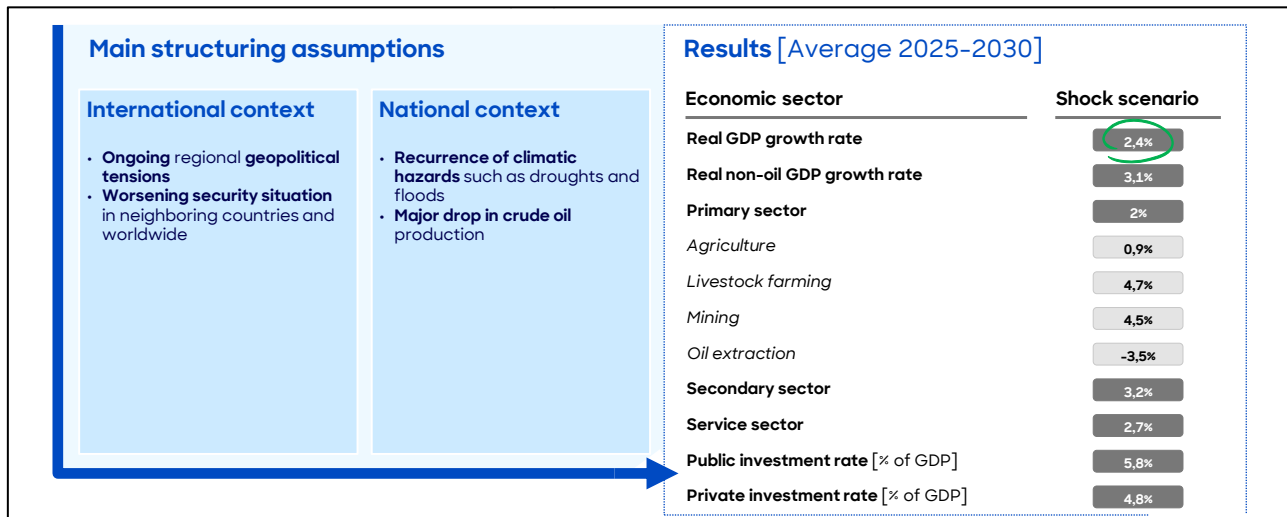 Main structuring assumptions
International context
• Ongoing regional geopolitical
tensions
• Worsening security situation
in neighboring countries and
worldwide
National context
• Recurrence of climatic
hazards such as droughts and
floods
• Major drop in crude oil
production
Results [Average 2025-2030]
Economic sector Shock scenario
Real GDP growth rate 2,4%
Real non-oil GDP growth rate 3,1%
Primary sector 2%
Agriculture 0,9%
Livestock farming 4,7%
Mining 4,5%
Oil extraction -3,5%
Secondary sector 3,2%
Service sector 2,7%
Public investment rate [% of GDP] 5,8%
Private investment rate [% of GDP] 4,8%